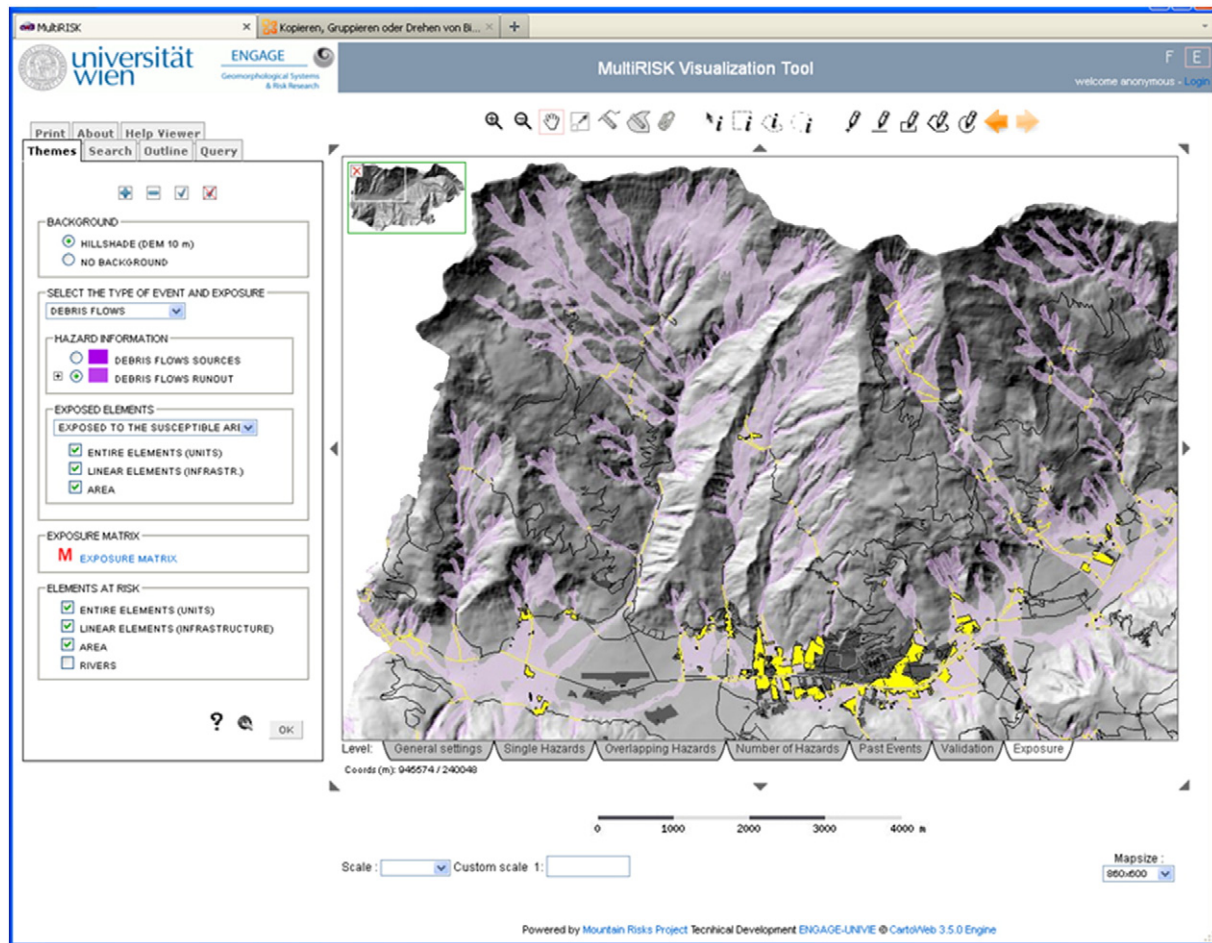 MultiRISK
Kopieren, Gruppieren oder Drehen von Bi...
universität wien
ENGAGE
Geomorphological Systems
& Risk Research
MultiRISK Visualization Tool
F E
welcome anonymous - Login
Print About Help Viewer
Themes Search Outline Query
BACKGROUND
HILLSHADE (DEM 10 m)
NO BACKGROUND
SELECT THE TYPE OF EVENT AND EXPOSURE
DEBRIS FLOWS
HAZARD INFORMATION
DEBRIS FLOWS SOURCES
DEBRIS FLOWS RUNOUT
EXPOSED ELEMENTS
EXPOSED TO THE SUSCEPTIBLE ARE
ENTIRE ELEMENTS (UNITS)
LINEAR ELEMENTS (INFRASTR.)
AREA
EXPOSURE MATRIX
M EXPOSURE MATRIX
ELEMENTS AT RISK
ENTIRE ELEMENTS (UNITS)
LINEAR ELEMENTS (INFRASTRUCTURE)
AREA
RIVERS
? OK
Level: General settings Single Hazards Overlapping Hazards Number of Hazards Past Events Validation Exposure
Coords (m): 946574 / 240048
0 1000 2000 3000 4000 m
Scale : Custom scale 1:
Mapsize :
860x600
Powered by Mountain Risks Project Tecnhical Development ENGAGE-UNIVIE @ CartoWeb 3.5.0 Engine